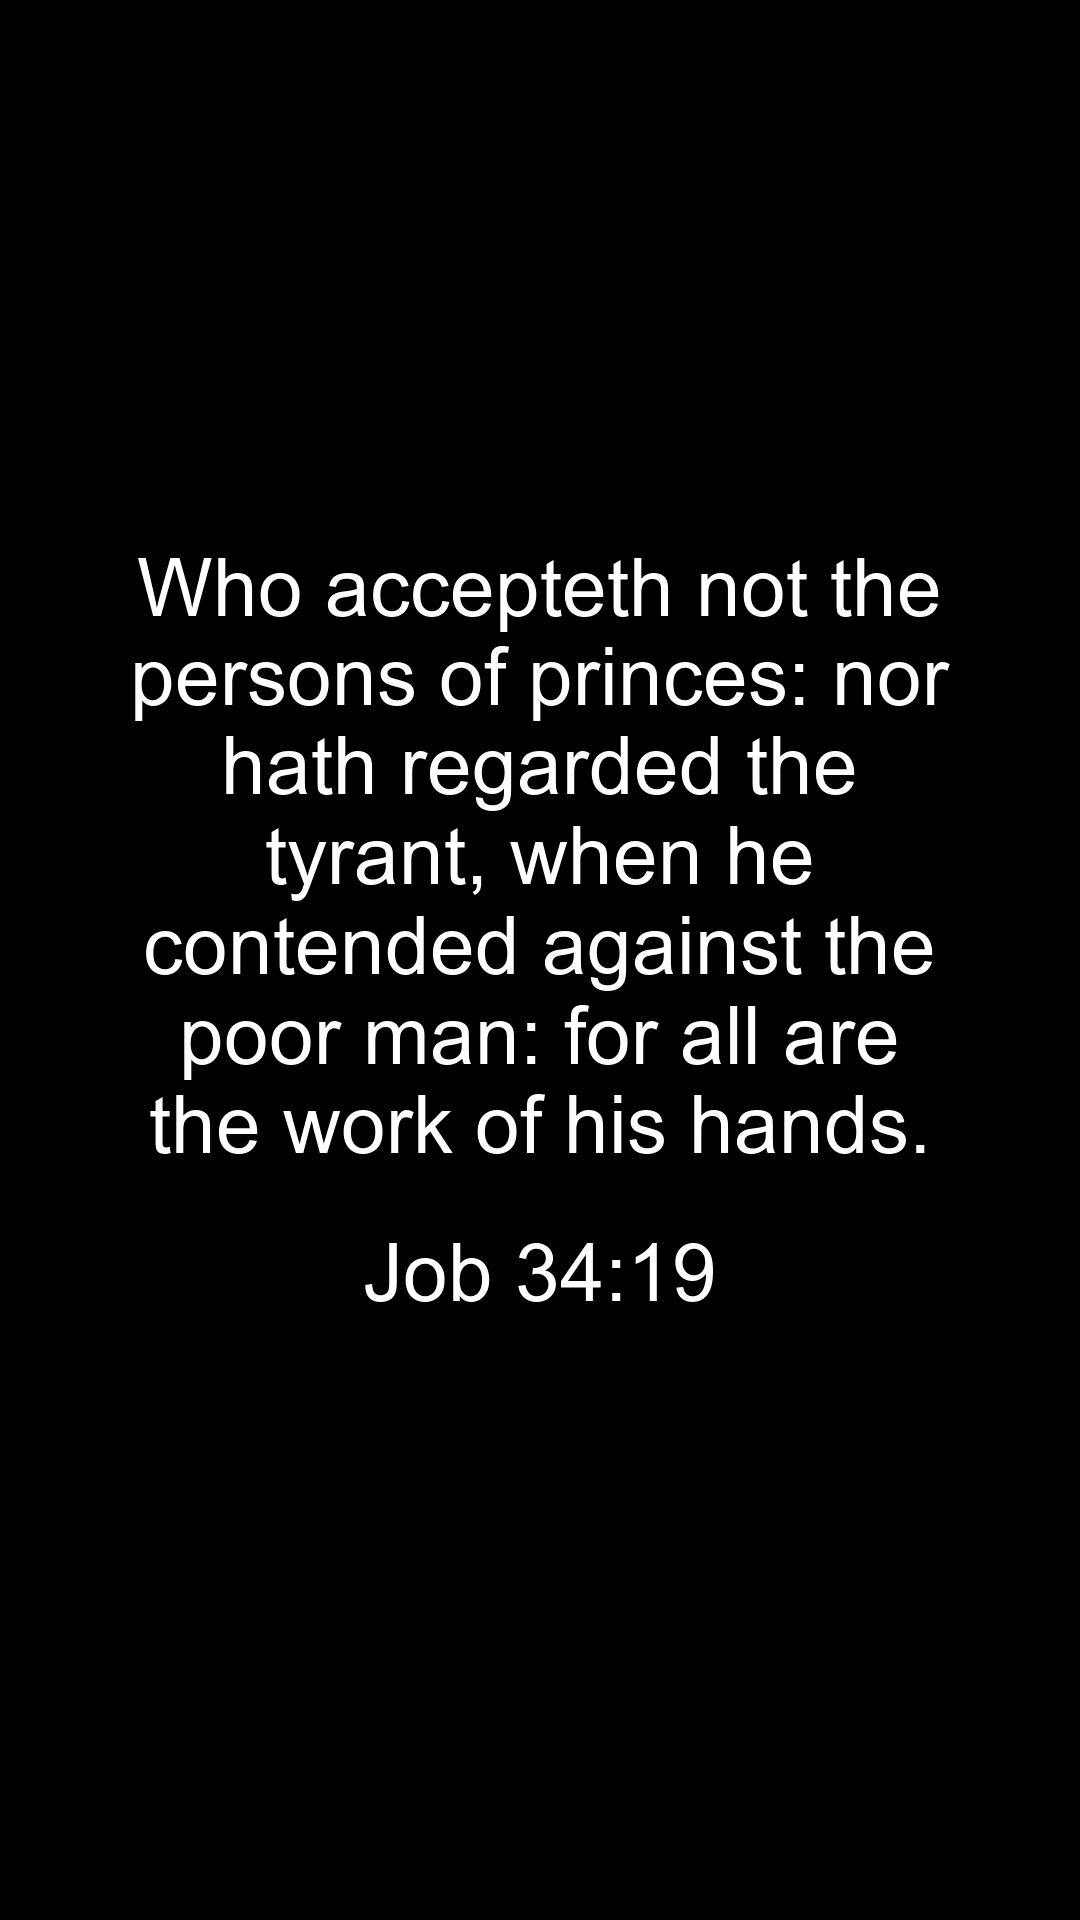 Who accepteth not the
persons of princes: nor
hath regarded the
tyrant, when he
contended against the
poor man: for all are
the work of his hands.
Job 34:19